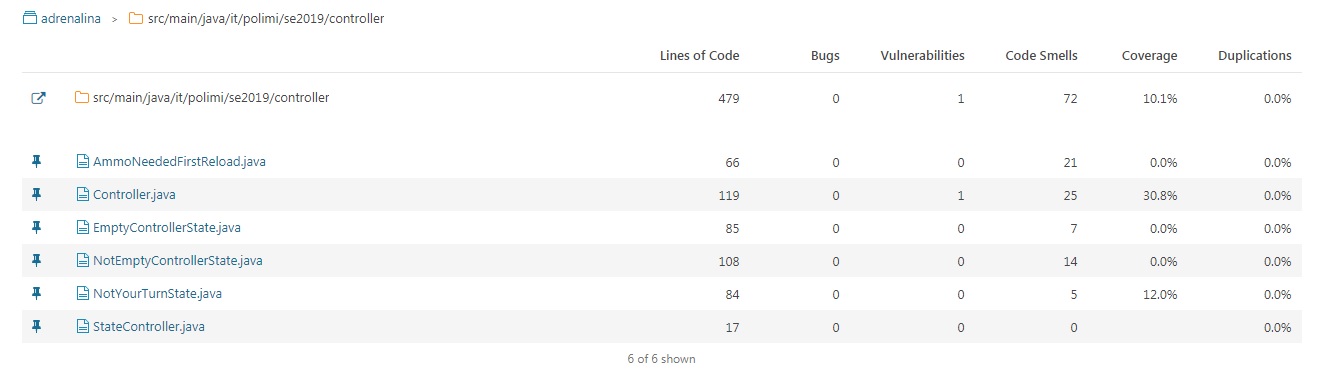 adrenalina > src/main/java/it/polimi/se2019/controller
Lines of Code Bugs Vulnerabilities Code Smells Coverage Duplications
src/main/java/it/polimi/se2019/controller 479 0 1 72 10.1% 0.0%
AmmoNeededFirstReload.java 66 0 0 21 0.0% 0.0%
Controller.java 119 0 1 25 30.8% 0.0%
EmptyControllerState.java 85 0 0 7 0.0% 0.0%
NotEmptyControllerState.java 108 0 0 14 0.0% 0.0%
NotYourTurnState.java 84 0 0 5 12.0% 0.0%
StateController.java 17 0 0 0 0.0%
6 of 6 shown